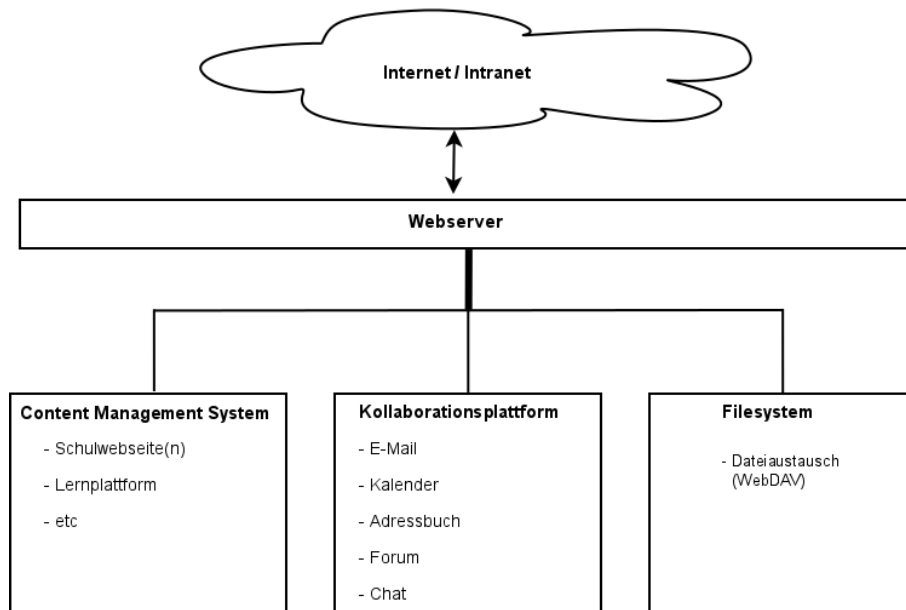 Internet / Intranet
Webserver
Content Management System
- Schulwebseite(n)
- Lernplattform
- etc
Kollaborationsplattform
- E-Mail
- Kalender
- Adressbuch
- Forum
- Chat
Filesystem
- Dateiaustausch
(WebDAV)